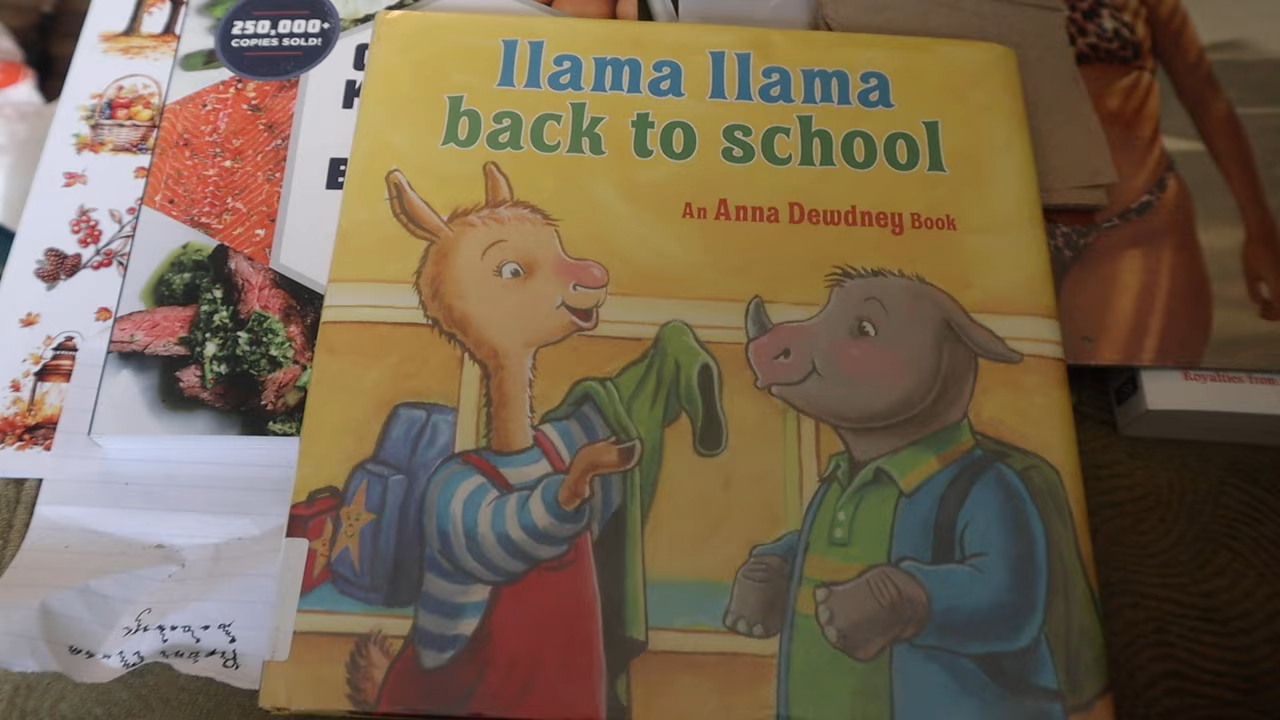 250,000+
COPIES SOLD!
llama llama
back to school
An Anna Dewdney Book
Royalties from